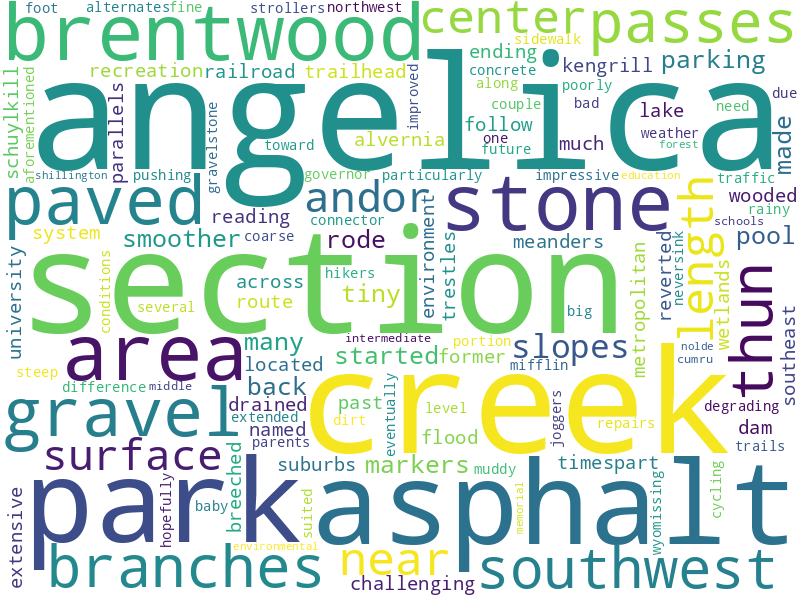 foot
alternates
fine
strollers
northwest
brentwood
center
passes
sidewalk
ending
recreation
railroad
trailhead
concrete
kengrill
parking
schuylkill
aforementioned
angelica
parallels
improved
along
poorly
couple
bad
lake
need
due
gravelstone
follow
weather
alvernia
toward
one
future
much
forest
made
shillington
pushing
governor
particularly
impressive
education
traffic
paved
andor
stone
wooded
rainy
reading
connector
schools
system
smoother
coarse
rode
environment
trestles
meanders
length
pool
university
section
hikers
across
route
tiny
conditions
several
metropolitan
reverted
neversink
wetlands
thun
southeast
big
intermediate
portion
nolde
area
many
started
former
slopes
mifflin
cumru
located
steep
difference
middle
back
creek
gravel
drained
past
level
eventually
degrading
extended
dirt
repairs
named
flood
joggers
dam
parents
trails
surface
breeched
suburbs
markers
muddy
timespart
hopefully
park
asphalt
wyomissing
cycling
extensive
baby
suited
memorial
environmental
branches
near
southwest
challenging